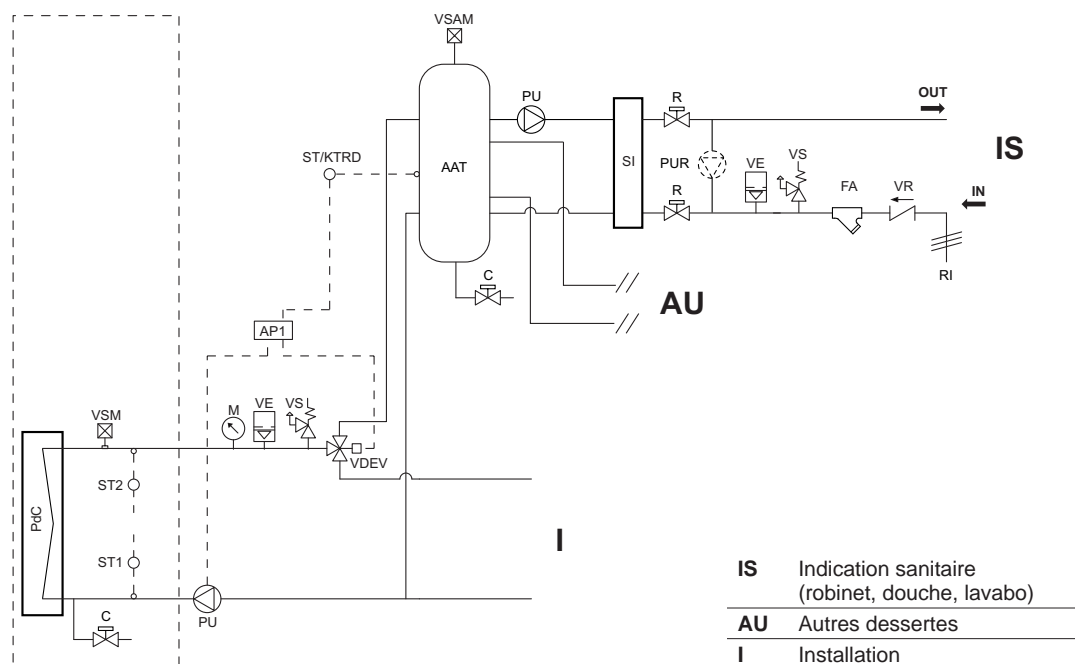 VSAM
PU
R
OUT
IS
ST/KTRD
AAT
SI
PUR
VE
VS
FA
VR
IN
R
RI
C
AU
AP1
VSM
M
VE
VS
VDEV
PdC
ST2
ST1
I
C
PU
IS Indication sanitaire
(robinet, douche, lavabo)
AU Autres dessertes
I Installation